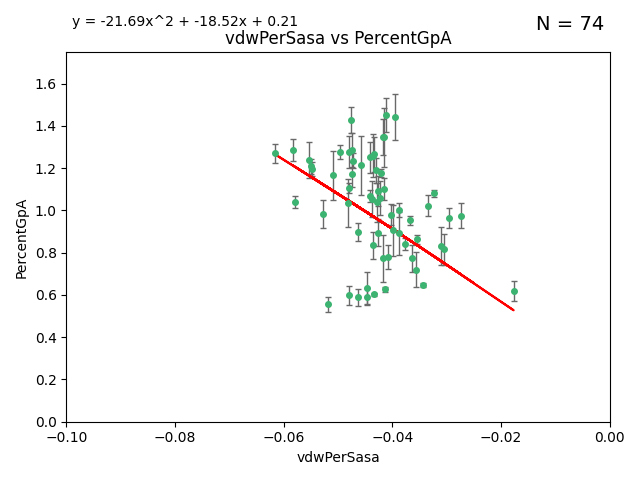 y = -21.69x^2 + -18.52x + 0.21
N = 74
vdwPerSasa vs PercentGpA
1.6
1.4
1.2
1.0
0.8
0.6
0.4
0.2
0.0
PercentGpA
−0.10 −0.08 −0.06 −0.04 −0.02 0.00
vdwPerSasa